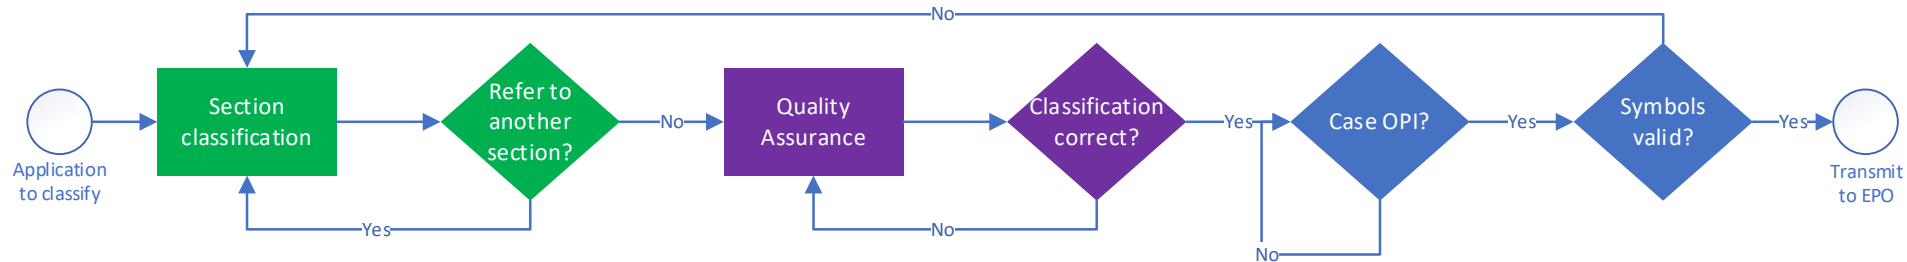 No
Application
to classify
Section
classification
Yes
Refer to
another
section?
No
Quality
Assurance
No
Classification
correct?
Yes
Case OPI?
No
Yes
Symbols
valid?
Yes
Transmit
to EPO